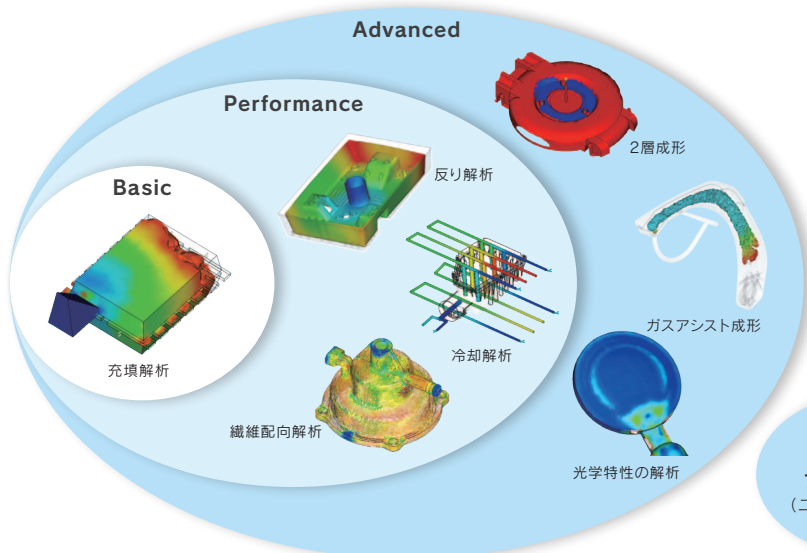 Advanced
Performance
Basic
2層成形
反り解析
ガスアシスト成形
冷却解析
充填解析
繊維配向解析
光学特性の解析